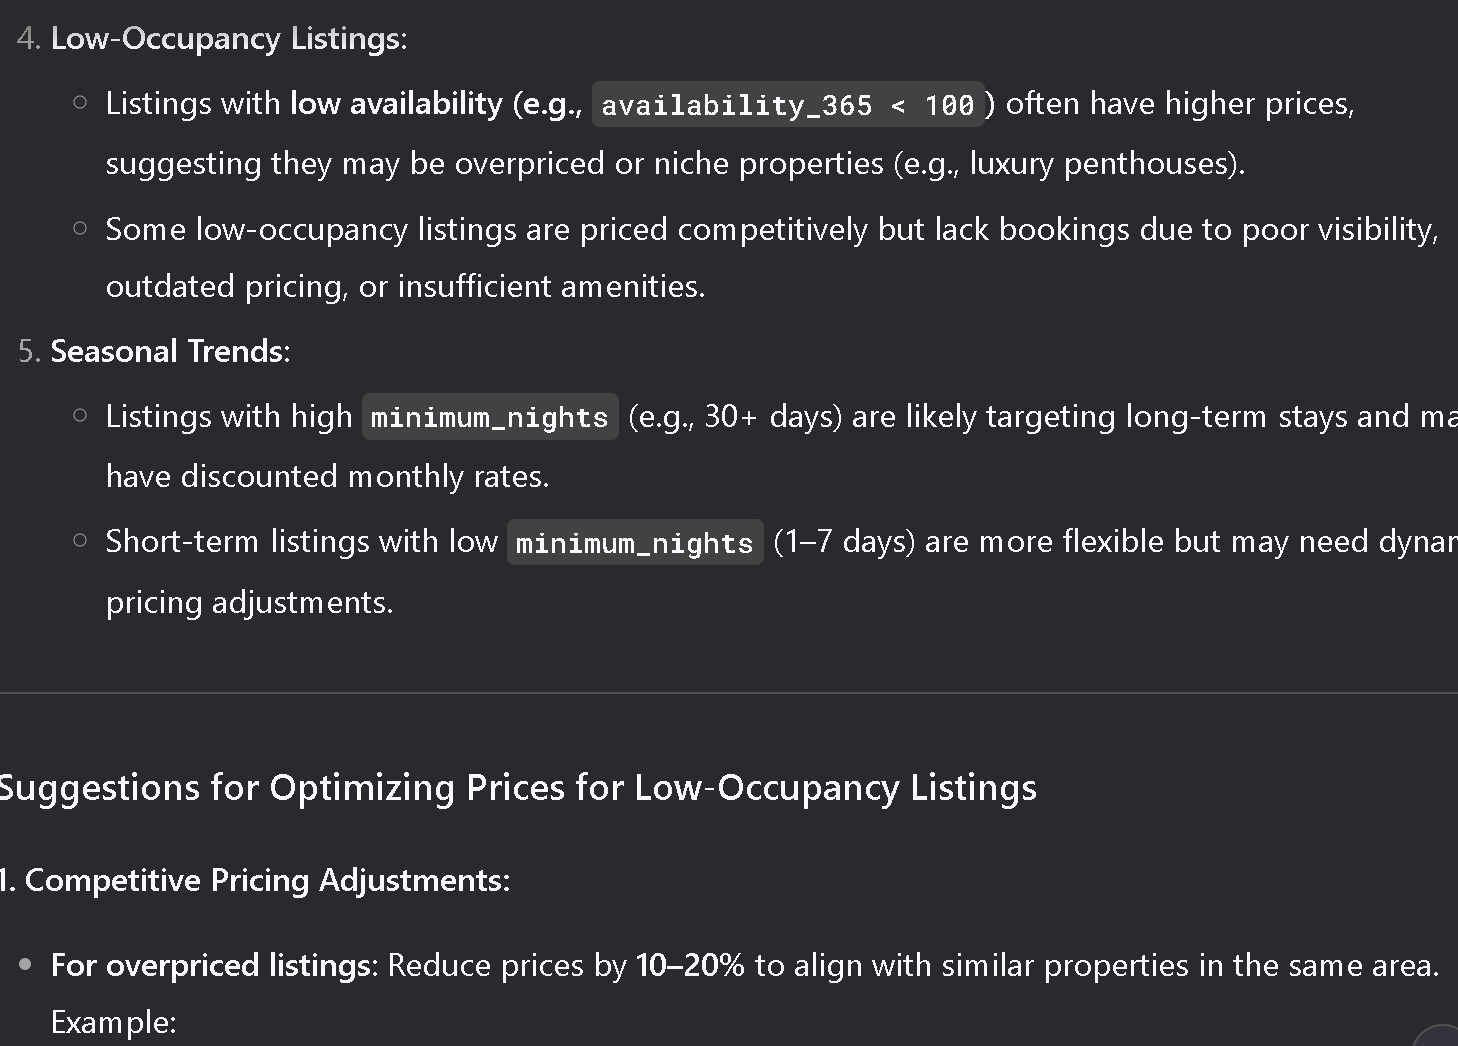 4. Low-Occupancy Listings:
Listings with low availability (e.g., availability_365 < 100) often have higher prices,
suggesting they may be overpriced or niche properties (e.g., luxury penthouses).
Some low-occupancy listings are priced competitively but lack bookings due to poor visibility,
outdated pricing, or insufficient amenities.
5. Seasonal Trends:
Listings with high minimum_nights (e.g., 30+ days) are likely targeting long-term stays and
have discounted monthly rates.
Short-term listings with low minimum_nights (1–7 days) are more flexible but may need
pricing adjustments.
Suggestions for Optimizing Prices for Low-Occupancy Listings
1. Competitive Pricing Adjustments:
For overpriced listings: Reduce prices by 10–20% to align with similar properties in the same area.
Example: